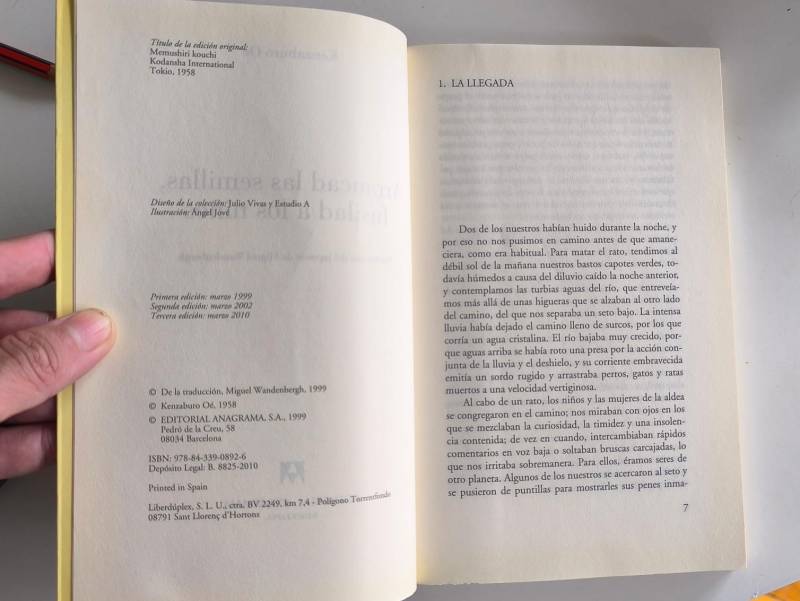 Título de la edición original:
Memushiri kouchi
Kodansha International
Tokio, 1958
Diseño de la colección: Julio Vivas y Estudio A
Ilustración: Ángel Jové
Primera edición: marzo 1999
Segunda edición: marzo 2002
Tercera edición: marzo 2010
© De la traducción, Miguel Wandenbergh, 1999
© Kenzaburo Oé, 1958
© EDITORIAL ANAGRAMA, S.A., 1999
Pedró de la Creu, 58
08034 Barcelona
ISBN: 978-84-339-0892-6
Depósito Legal: B. 8825-2010
Printed in Spain
Liberdúplex, S. L. U., ctra. BV 2249, km 7,4 - Polígono Torrentfondo
08791 Sant Llorenç d'Hortons
1. LA LLEGADA
Dos de los nuestros habían huido durante la noche, y
por eso no nos pusimos en camino antes de que amane-
ciera, como era habitual. Para matar el rato, tendimos al
débil sol de la mañana nuestros bastos capotes verdes, to-
davía húmedos a causa del diluvio caído la noche anterior,
y contemplamos las turbias aguas del río, que entreveía-
mos más allá de unas higueras que se alzaban al otro lado
del camino, del que nos separaba un seto bajo. La intensa
lluvia había dejado el camino lleno de surcos, por los que
corría un agua cristalina. El río bajaba muy crecido, por-
que aguas arriba se había roto una presa por la acción con-
junta de la lluvia y el deshielo, y su corriente embravecida
emitía un sordo rugido y arrastraba perros, gatos y ratas
muertos a una velocidad vertiginosa.
Al cabo de un rato, los niños y las mujeres de la aldea
se congregaron en el camino; nos miraban con ojos en los
que se mezclaban la curiosidad, la timidez y una insolen-
cia contenida; de vez en cuando, intercambiaban rápidos
comentarios en voz baja o soltaban bruscas carcajadas, lo
que nos irritaba sobremanera. Para ellos, éramos seres de
otro planeta. Algunos de los nuestros se acercaron al seto y
se pusieron de puntillas para mostrarles sus penes inma-
7